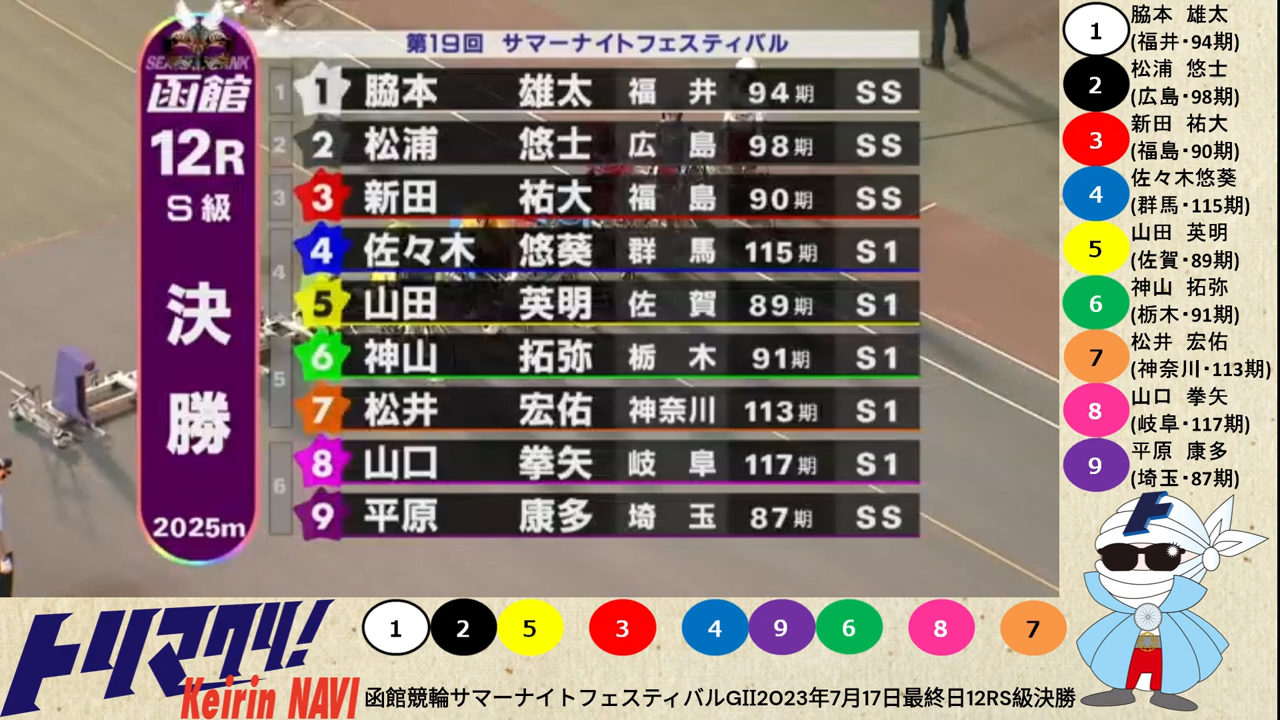 第19回 サマーナイトフェスティバル
函館
12R
S級
決勝
2025m
1 1 脇本 雄太 福井 94期 SS
2 2 松浦 悠士 広島 98期 SS
3 3 新田 祐大 福島 90期 SS
4 4 佐々木 悠葵 群馬 115期 S1
5 山田 英明 佐賀 89期 S1
5 6 神山 拓弥 栃木 91期 S1
7 松井 宏佑 神奈川 113期 S1
6 8 山口 拳矢 岐阜 117期 S1
9 平原 康多 埼玉 87期 SS
1 脇本 雄太
(福井・94期)
2 松浦 悠士
(広島・98期)
3 新田 祐大
(福島・90期)
4 佐々木悠葵
(群馬・115期)
5 山田 英明
(佐賀・89期)
6 神山 拓弥
(栃木・91期)
7 松井 宏佑
(神奈川・113期)
8 山口 拳矢
(岐阜・117期)
9 平原 康多
(埼玉・87期)
トリマクリ!
Keirin NAVI
1 2 5 3 4 9 6 8 7
函館競輪サマーナイトフェスティバルGII2023年7月17日最終日12RS級決勝